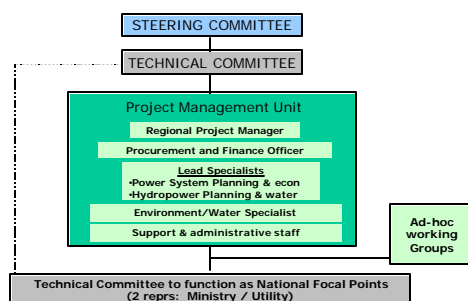 STEERING COMMITTEE
TECHNICAL COMMITTEE
Project Management Unit
Regional Project Manager
Procurement and Finance Officer
Lead Specialists
•Power System Planning & econ
•Hydropower Planning & water
Environment/Water Specialist
Support & administrative staff
Ad-hoc
working
Groups
Technical Committee to function as National Focal Points
(2 reprs: Ministry / Utility)